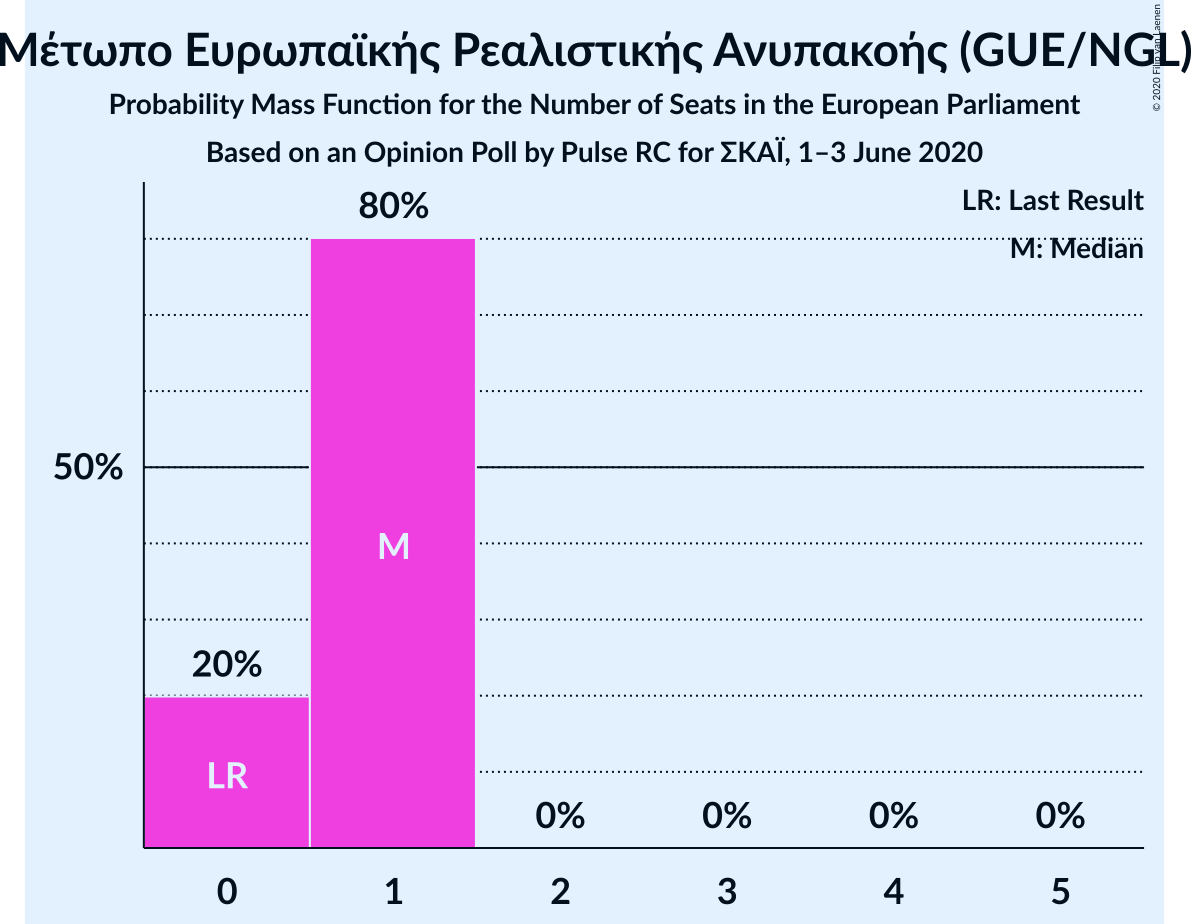 Μέτωπο Ευρωπαϊκής Ρεαλιστικής Ανυπακοής (GUE/NGL)
© 2020 Filip van Laenen
Probability Mass Function for the Number of Seats in the European Parliament
Based on an Opinion Poll by Pulse RC for ΣΚΑΪ, 1–3 June 2020
LR: Last Result
M: Median
80%
50%
M
20%
LR
0% 0% 0% 0%
0 1 2 3 4 5